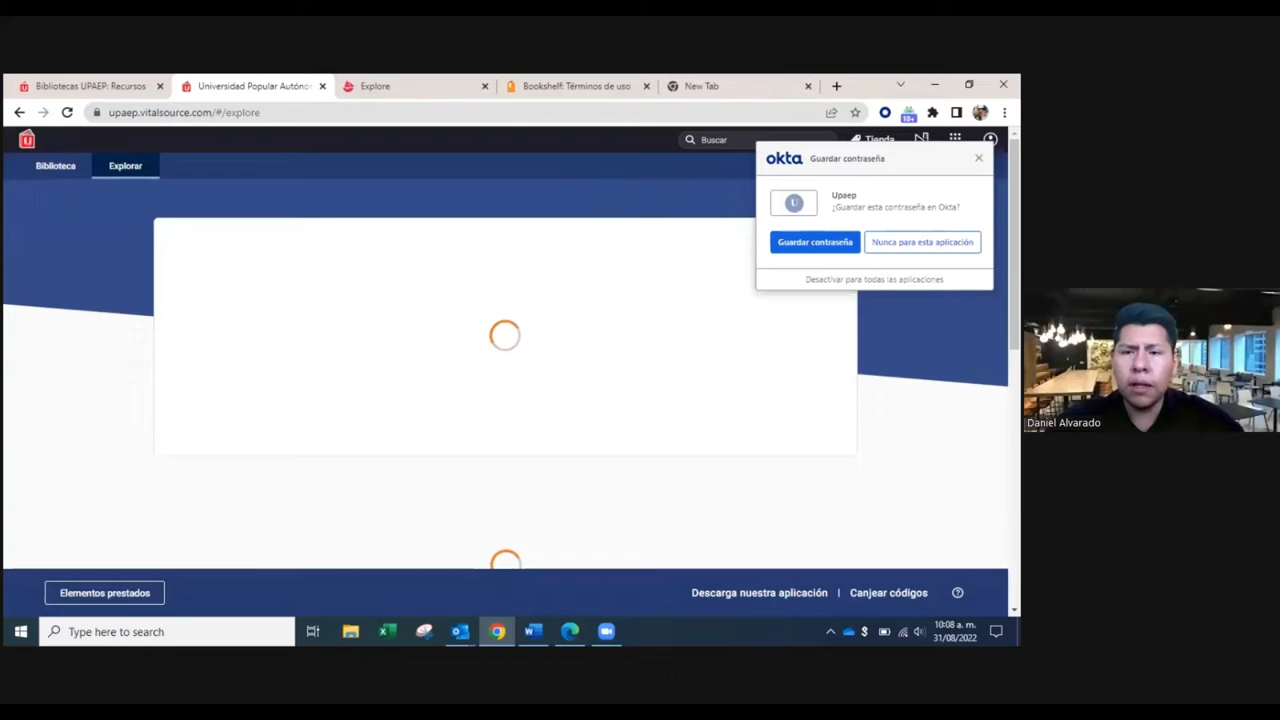 Bibliotecas UPAEP: Recursos
Universidad Popular Autónor
Explore
Bookshelf: Términos de uso
New Tab
upaep.vitalsource.com/#/explore
10+
U
Buscar
Tienda
Biblioteca
Explorar
okta
Guardar contraseña
U
Upaep
¿Guardar esta contraseña en Okta?
Guardar contraseña
Nunca para esta aplicación
Desactivar para todas las aplicaciones
Daniel Alvarado
Elementos prestados
Descarga nuestra aplicación
Canjear códigos
Type here to search
10:08 a. m.
31/08/2022